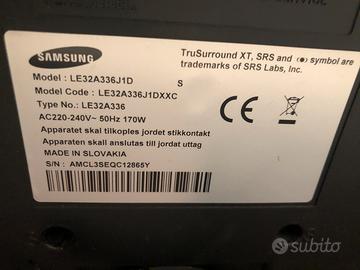 SAMSUNG
TruSurround XT, SRS and (●) symbol are
trademarks of SRS Labs, Inc.
Model : LE32A336J1D S
Model Code : LE32A336J1DXXC
Type No.: LE32A336
AC220-240V~ 50Hz 170W
Apparatet skal tilkoples jordet stikkontakt
Apparaten skall anslutas till jordat uttag
MADE IN SLOVAKIA
S/N : AMCL3SEQC12865Y
CE
subito